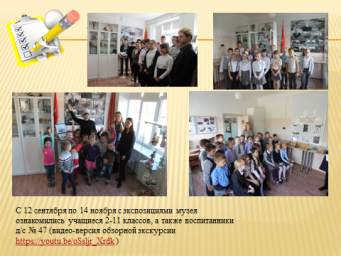 С 12 сентября по 14 ноября с экспозициями музея
ознакомились учащиеся 2-11 классов, а также воспитанники
д/с № 47 (видео-версия обзорной экскурсии
https://youtu.be/oSsljr_Xrdk )